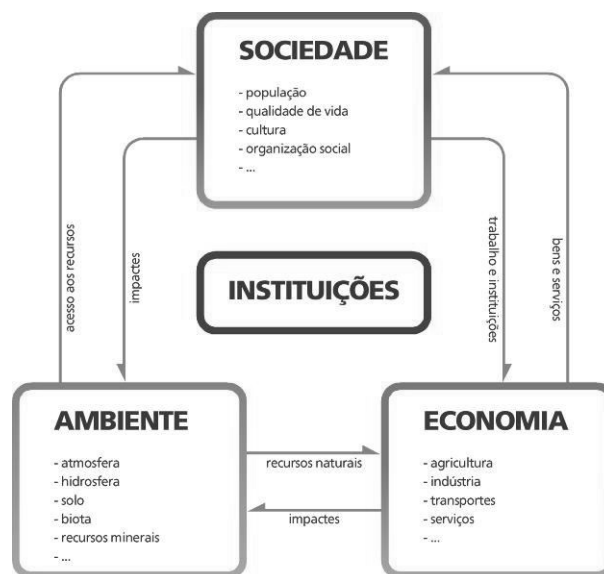 SOCIEDADE
- população
- qualidade de vida
- cultura
- organização social
- ...
acesso aos recursos
impactes
INSTITUIÇÕES
trabalho e instituições
bens e serviços
AMBIENTE
- atmosfera
- hidrosfera
- solo
- biota
- recursos minerais
- ...
recursos naturais
impactes
ECONOMIA
- agricultura
- indústria
- transportes
- serviços
- ...